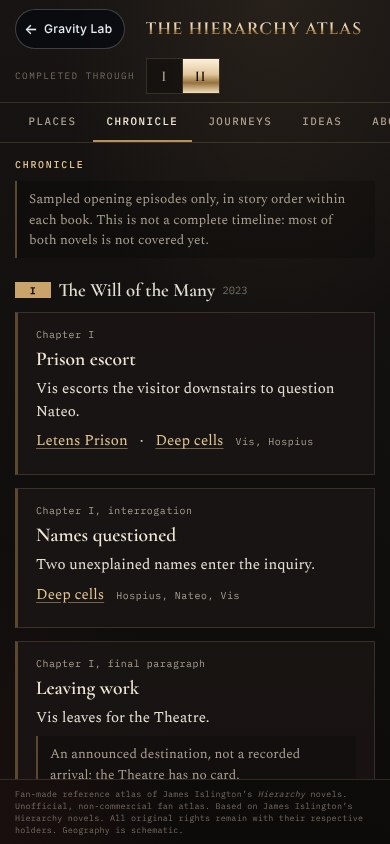 ← Gravity Lab
THE HIERARCHY ATLAS
COMPLETED THROUGH
I
II
PLACES
CHRONICLE
JOURNEYS
IDEAS
ABO
CHRONICLE
Sampled opening episodes only, in story order within
each book. This is not a complete timeline: most of
both novels is not covered yet.
I The Will of the Many 2023
Chapter I
Prison escort
Vis escorts the visitor downstairs to question
Nateo.
Letens Prison · Deep cells Vis, Hospius
Chapter I, interrogation
Names questioned
Two unexplained names enter the inquiry.
Deep cells Hospius, Nateo, Vis
Chapter I, final paragraph
Leaving work
Vis leaves for the Theatre.
An announced destination, not a recorded
arrival: the Theatre has no card.
Fan-made reference atlas of James Islington's Hierarchy novels.
Unofficial, non-commercial fan atlas. Based on James Islington's
Hierarchy novels. All original rights remain with their respective
holders. Geography is schematic.